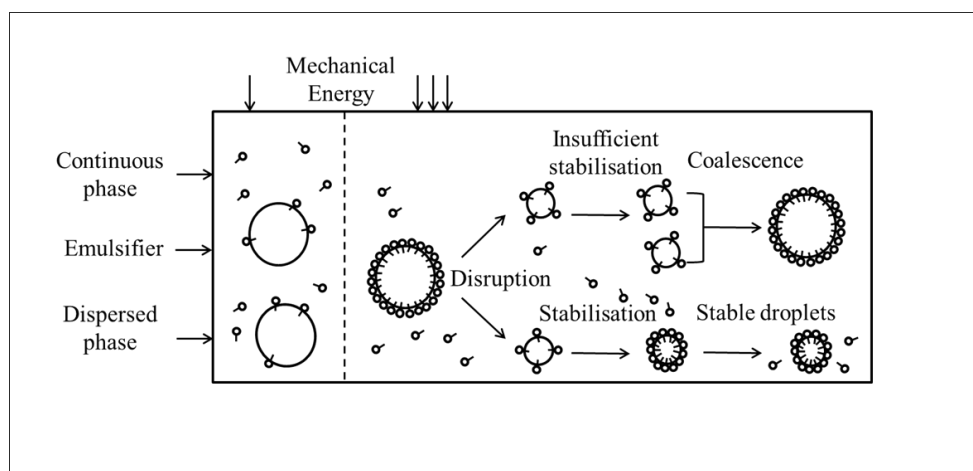 Mechanical
Energy
Continuous
phase
Emulsifier
Dispersed
phase
Disruption
Insufficient
stabilisation
Coalescence
Stabilisation
Stable droplets